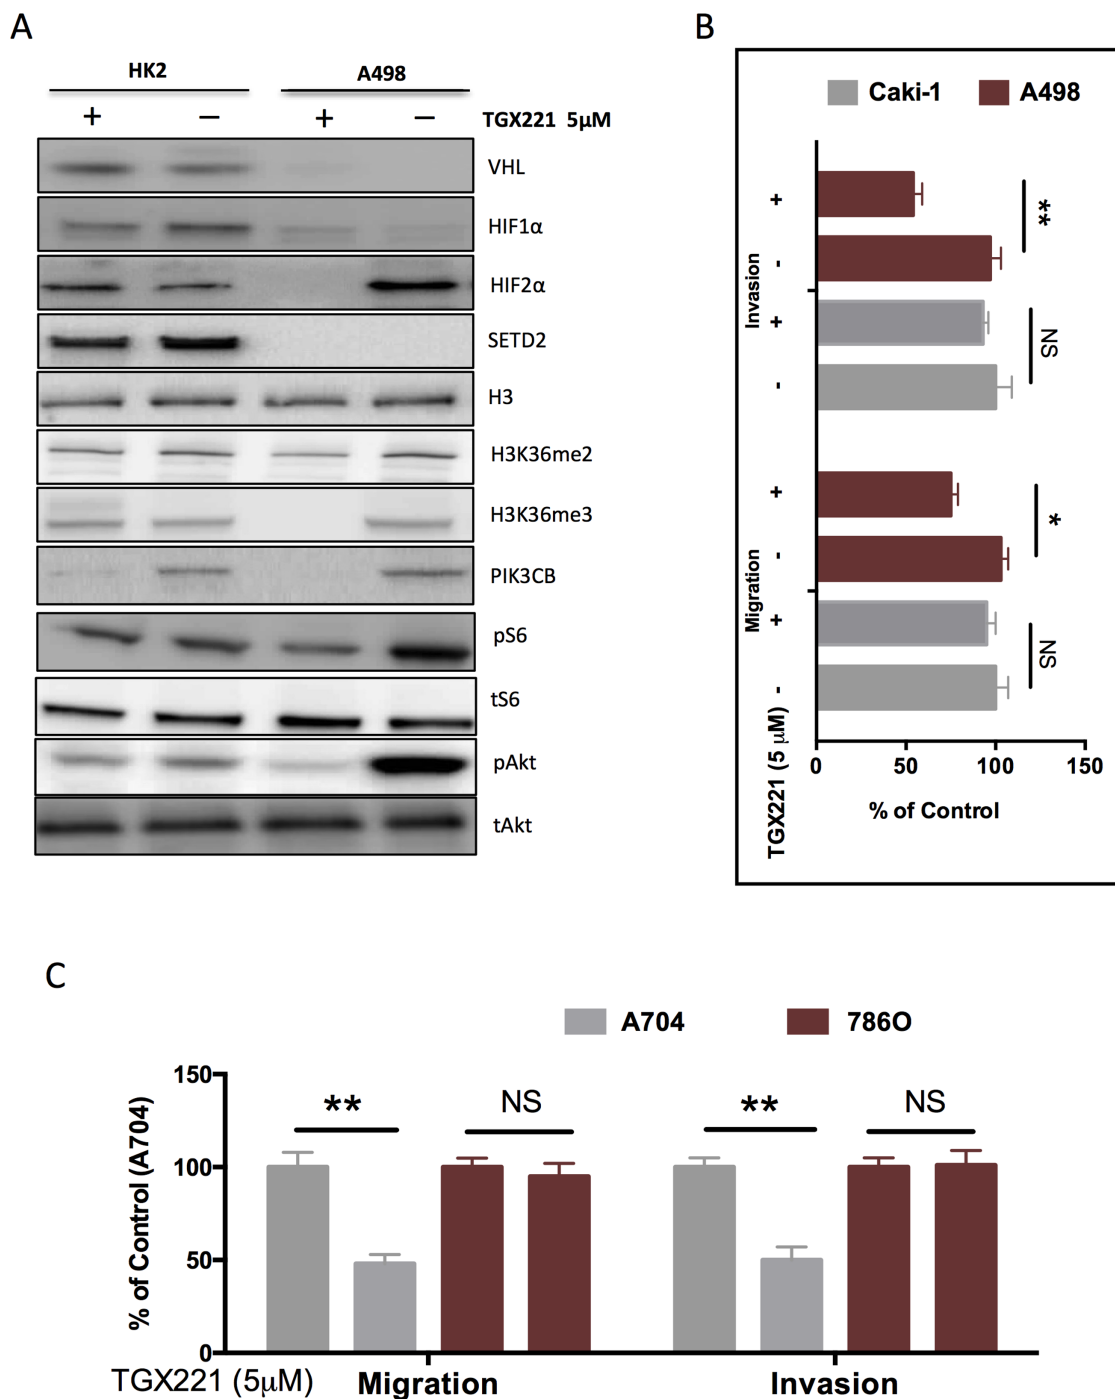 A
HK2
A498
+
−
+
−
TGX221 5µM
VHL
HIF1α
HIF2α
SETD2
H3
H3K36me2
H3K36me3
PIK3CB
pS6
tS6
pAkt
tAkt
B
Caki-1
A498
Invasion
+
-
+
-
**
NS
Migration
+
-
+
-
*
NS
TGX221 (5 µM)
0
50
100
150
% of Control
C
A704
786O
% of Control (A704)
150
100
50
0
**
NS
**
NS
TGX221 (5µM)
Migration
Invasion